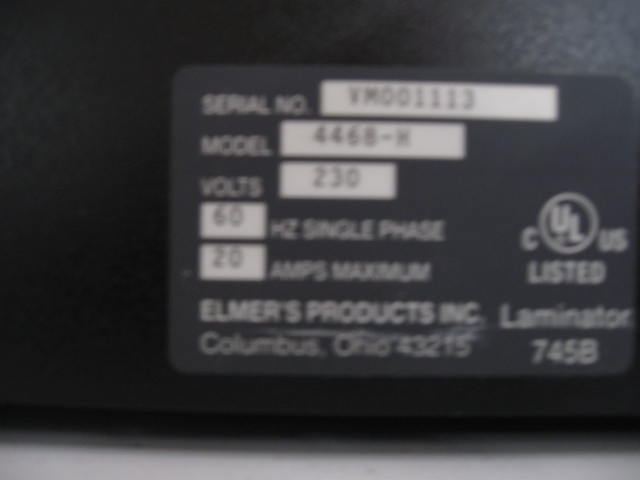 SERIAL NO. VM001113
MODEL 4468-H
VOLTS 230
60 HZ SINGLE PHASE
20 AMPS MAXIMUM
C UL US
LISTED
ELMER'S PRODUCTS INC.
Columbus, Ohio 43215
Laminator
745B